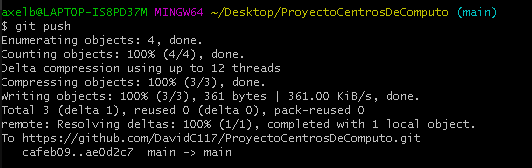 axelb@LAPTOP-IS8PD37M MINGW64 ~/Desktop/ProyectoCentrosDeComputo (main)
$ git push
Enumerating objects: 4, done.
Counting objects: 100% (4/4), done.
Delta compression using up to 12 threads
Compressing objects: 100% (3/3), done.
Writing objects: 100% (3/3), 361 bytes | 361.00 KiB/s, done.
Total 3 (delta 1), reused 0 (delta 0), pack-reused 0
remote: Resolving deltas: 100% (1/1), completed with 1 local object.
To https://github.com/DavidC117/ProyectoCentrosDeComputo.git
   cafeb09..ae0d2c7  main -> main